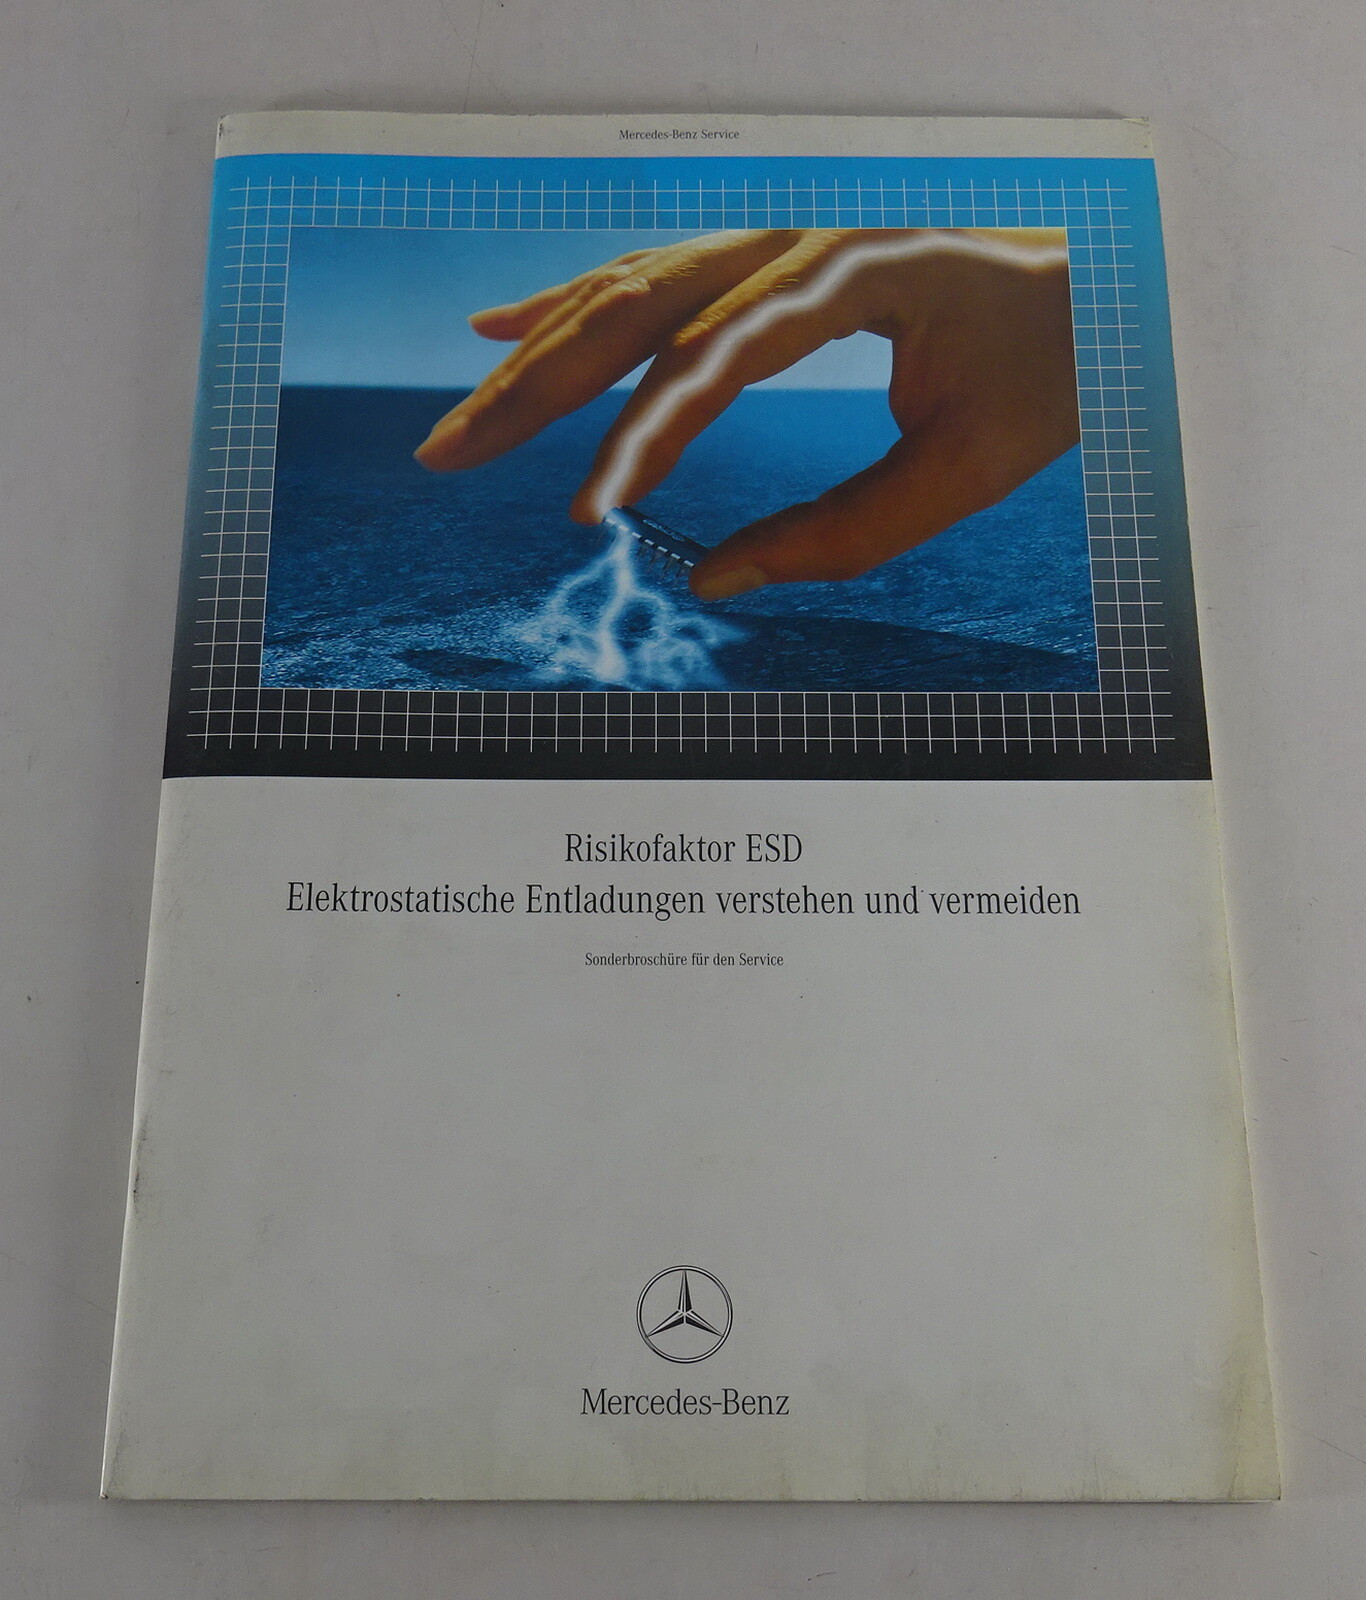 Mercedes-Benz Service
Risikofaktor ESD
Elektrostatische Entladungen verstehen und vermeiden
Sonderbroschüre für den Service
Mercedes-Benz